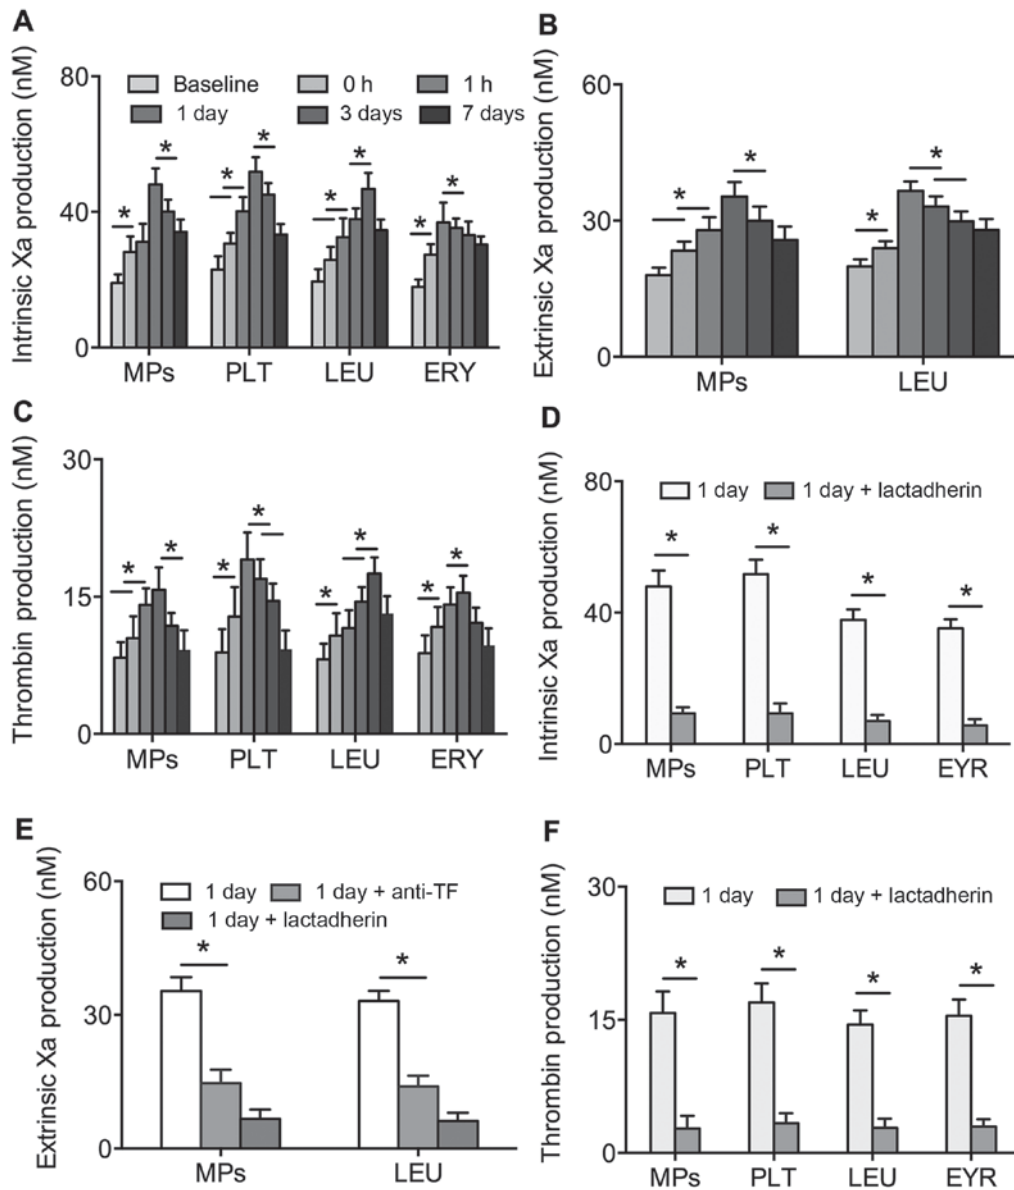 A
Intrinsic Xa production (nM)
80
40
0
Baseline
0 h
1 h
1 day
3 days
7 days
*
*
*
*
*
*
*
*
MPs
PLT
LEU
ERY
B
Extrinsic Xa production (nM)
60
30
0
*
*
*
*
MPs
LEU
C
Thrombin production (nM)
30
15
0
*
*
*
*
*
*
*
*
MPs
PLT
LEU
ERY
D
Intrinsic Xa production (nM)
80
40
0
1 day
1 day + lactadherin
*
*
*
*
MPs
PLT
LEU
EYR
E
Extrinsic Xa production (nM)
60
30
0
1 day
1 day + anti-TF
1 day + lactadherin
*
*
MPs
LEU
F
Thrombin production (nM)
30
15
0
1 day
1 day + lactadherin
*
*
*
*
MPs
PLT
LEU
EYR